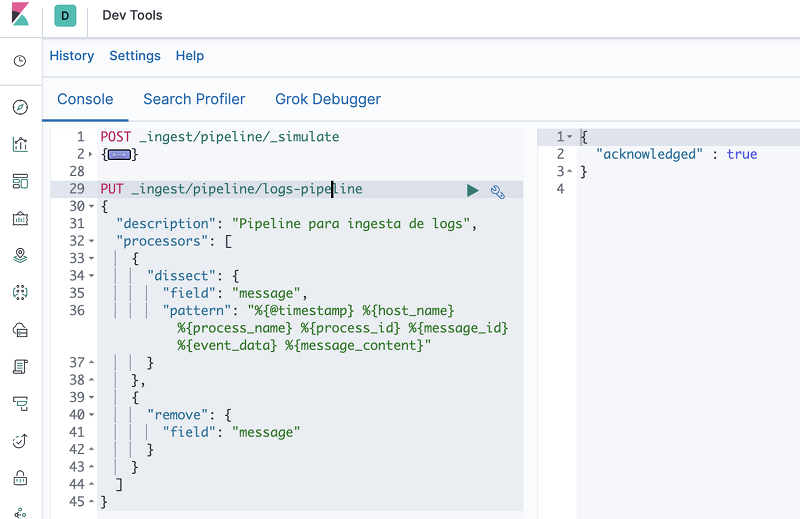 D Dev Tools
History Settings Help
Console Search Profiler Grok Debugger
1 POST _ingest/pipeline/_simulate
2 {}
28
29 PUT _ingest/pipeline/logs-pipeline
30 {
31 "description": "Pipeline para ingesta de logs",
32 "processors": [
33 {
34 "dissect": {
35 "field": "message",
36 "pattern": "%{@timestamp} %{host_name}
%{process_name} %{process_id} %{message_id}
%{event_data} %{message_content}"
37 }
38 },
39 {
40 "remove": {
41 "field": "message"
42 }
43 }
44 ]
45 }
1 {
2 "acknowledged" : true
3 }
4